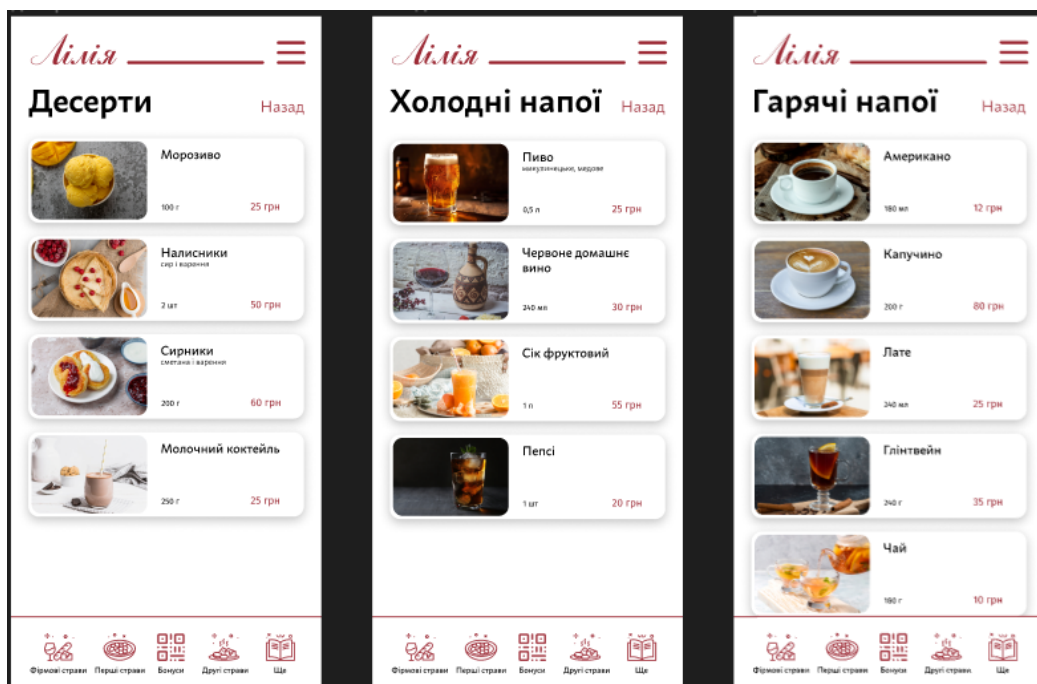 Лілія
Десерти
Назад
Морозиво
100 г
25 грн
Налисники
сир і варення
2 шт
50 грн
Сирники
сметана і варення
200 г
60 грн
Молочний коктейль
250 г
25 грн
Фірмові страви
Перші страви
Бонуси
Другі страви
Ще
Лілія
Холодні напої
Назад
Пиво
микулинецьке, медове
0,5 л
25 грн
Червоне домашнє
вино
240 мл
30 грн
Сік фруктовий
1 л
55 грн
Пепсі
1 шт
20 грн
Фірмові страви
Перші страви
Бонуси
Другі страви
Ще
Лілія
Гарячі напої
Назад
Американо
180 мл
12 грн
Капучино
200 г
80 грн
Лате
240 мл
25 грн
Глінтвейн
240 г
35 грн
Чай
180 г
10 грн
Фірмові страви
Перші страви
Бонуси
Другі страви
Ще